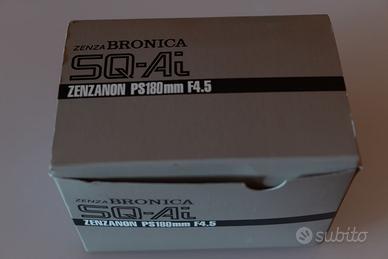 ZENZA BRONICA
SQ-Ai
ZENZANON PS180mm F4.5
ZENZA BRONICA
SQ-Ai
ZENZANON PS180mm F4.5
subito